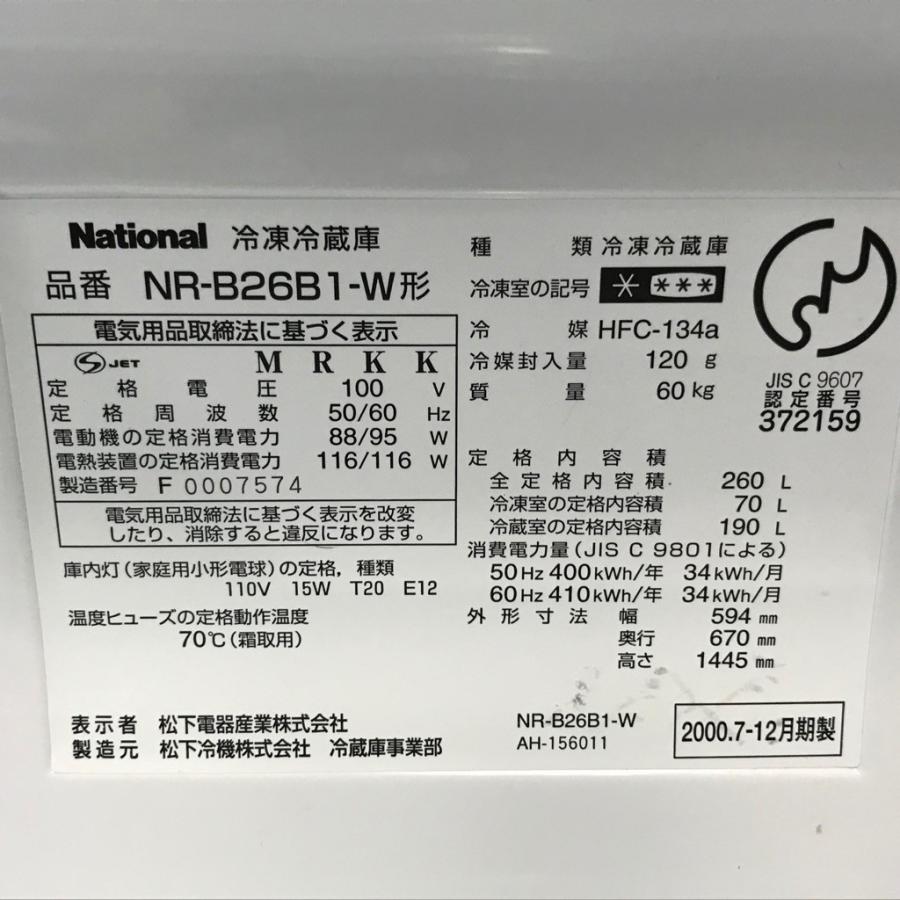 National 冷凍冷蔵庫
品番 NR-B26B1-W形
電気用品取締法に基づく表示
S JET M R K K
定格電圧 100 V
定格周波数 50/60 Hz
電動機の定格消費電力 88/95 W
電熱装置の定格消費電力 116/116 W
製造番号 F 0007574
電気用品取締法に基づく表示を改変
したり、消除すると違反になります。
庫内灯(家庭用小形電球)の定格,種類
110V 15W T20 E12
温度ヒューズの定格動作温度
70℃(霜取用)
表示者 松下電器産業株式会社
製造元 松下冷機株式会社 冷蔵庫事業部
種類 冷凍冷蔵庫
冷凍室の記号 * ***
冷媒 HFC-134a
冷媒封入量 120 g
質量 60 kg
JIS C 9607
認定番号
372159
定格内容積
全定格内容積 260 L
冷凍室の定格内容積 70 L
冷蔵室の定格内容積 190 L
消費電力量(JIS C 9801による)
50Hz 400kWh/年 34kWh/月
60Hz 410kWh/年 34kWh/月
外形寸法 幅 594 mm
奥行 670 mm
高さ 1445 mm
NR-B26B1-W
AH-156011
2000.7-12月期製